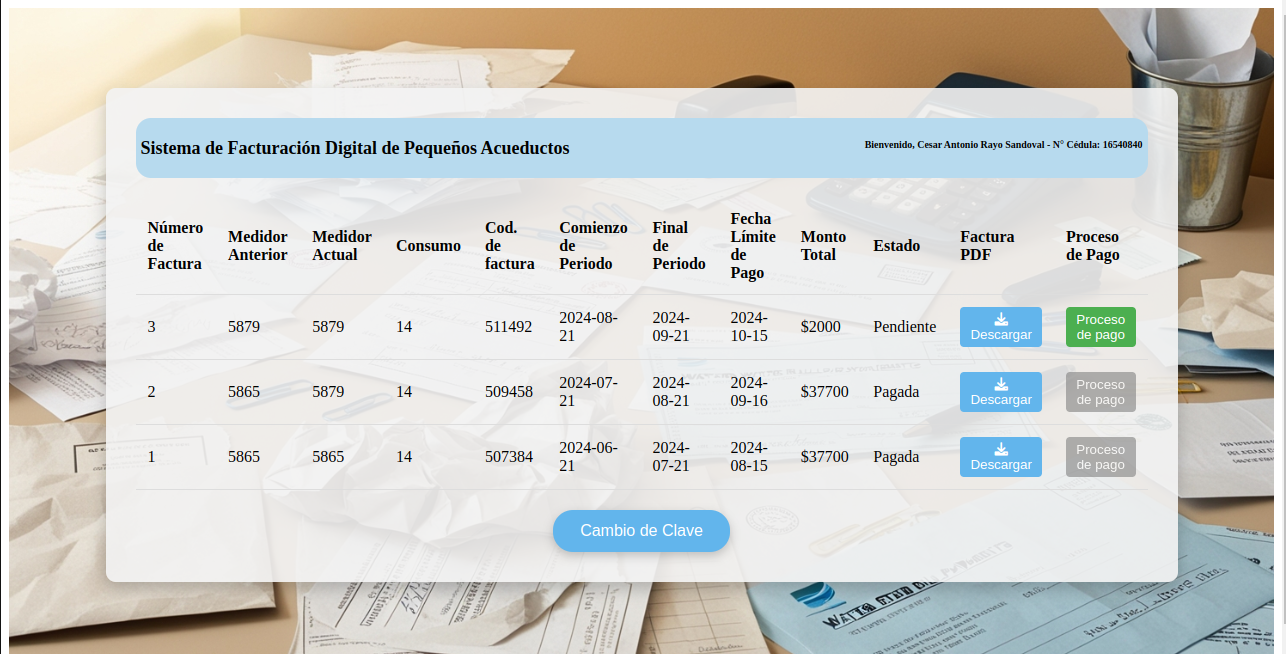 Sistema de Facturación Digital de Pequeños Acueductos
Bienvenido, Cesar Antonio Rayo Sandoval - N° Cédula: 16540840
Número de Factura Medidor Anterior Medidor Actual Consumo Cod. de factura Comienzo de Periodo Final de Periodo Fecha Límite de Pago Monto Total Estado Factura PDF Proceso de Pago
3 5879 5879 14 511492 2024-08-21 2024-09-21 2024-10-15 $2000 Pendiente Descargar Proceso de pago
2 5865 5879 14 509458 2024-07-21 2024-08-21 2024-09-16 $37700 Pagada Descargar Proceso de pago
1 5865 5865 14 507384 2024-06-21 2024-07-21 2024-08-15 $37700 Pagada Descargar Proceso de pago
Cambio de Clave